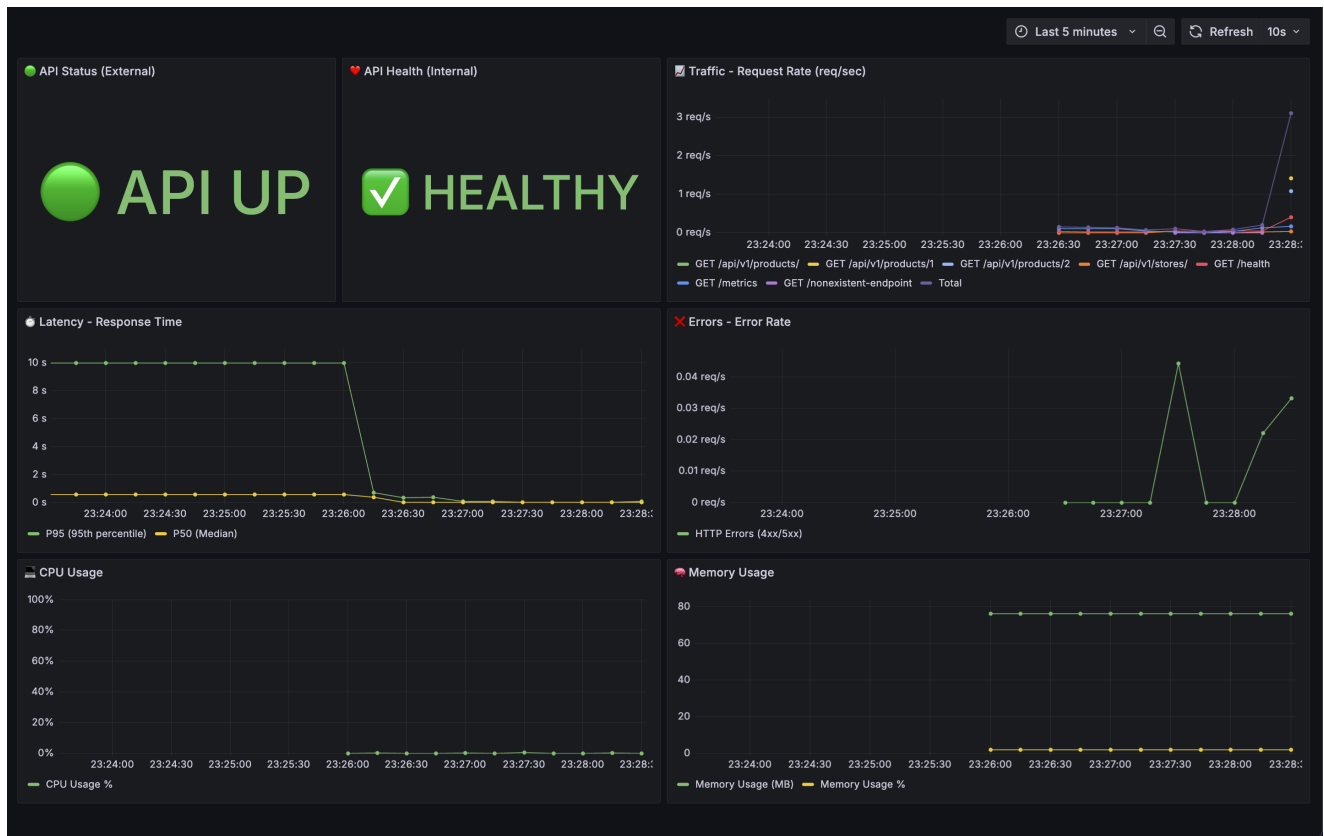 Last 5 minutes
Refresh 10s
API Status (External)
API UP
API Health (Internal)
HEALTHY
Traffic - Request Rate (req/sec)
3 req/s
2 req/s
1 req/s
0 req/s
23:24:00 23:24:30 23:25:00 23:25:30 23:26:00 23:26:30 23:27:00 23:27:30 23:28:00 23:28:
GET /api/v1/products/ GET /api/v1/products/1 GET /api/v1/products/2 GET /api/v1/stores/ GET /health
GET /metrics GET /nonexistent-endpoint Total
Latency - Response Time
10 s
8 s
6 s
4 s
2 s
0 s
23:24:00 23:24:30 23:25:00 23:25:30 23:26:00 23:26:30 23:27:00 23:27:30 23:28:00 23:28:
P95 (95th percentile) P50 (Median)
Errors - Error Rate
0.04 req/s
0.03 req/s
0.02 req/s
0.01 req/s
0 req/s
23:24:00 23:25:00 23:26:00 23:27:00 23:28:00
HTTP Errors (4xx/5xx)
CPU Usage
100%
80%
60%
40%
20%
0%
23:24:00 23:24:30 23:25:00 23:25:30 23:26:00 23:26:30 23:27:00 23:27:30 23:28:00 23:28:
CPU Usage %
Memory Usage
80
60
40
20
0
23:24:00 23:24:30 23:25:00 23:25:30 23:26:00 23:26:30 23:27:00 23:27:30 23:28:00 23:28:
Memory Usage (MB) Memory Usage %